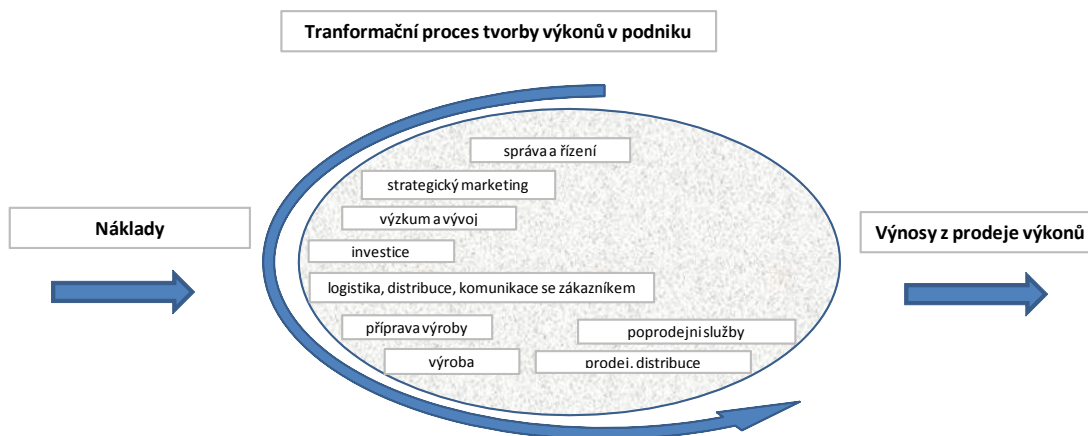 Tranformační proces tvorby výkonů v podniku
správa a řízení
strategický marketing
výzkum a vývoj
Náklady
Výnosy z prodeje výkonů
investice
logistika, distribuce, komunikace se zákazníkem
příprava výroby
poprodejni služby
výroba
prodej, distribuce